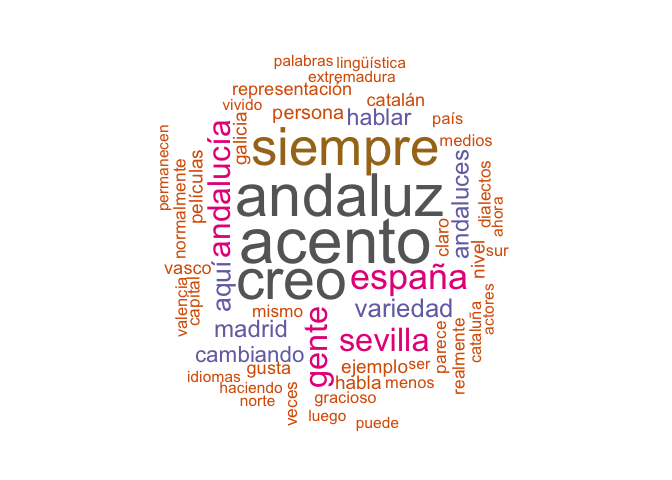 palabras lingüística
extremadura
representación
vivido persona catalán
hablar país
galicia siempre medios
permanecen normalmente películas andalucía
andaluz andaluces dialectos ahora
acento claro nivel sur
vasco aquí creo españa
valencia capital mismo variedad actores
madrid gente sevilla parece realmente cataluña
cambiando
gusta ejemplo ser
idiomas habla menos
haciendo veces gracioso
norte luego puede